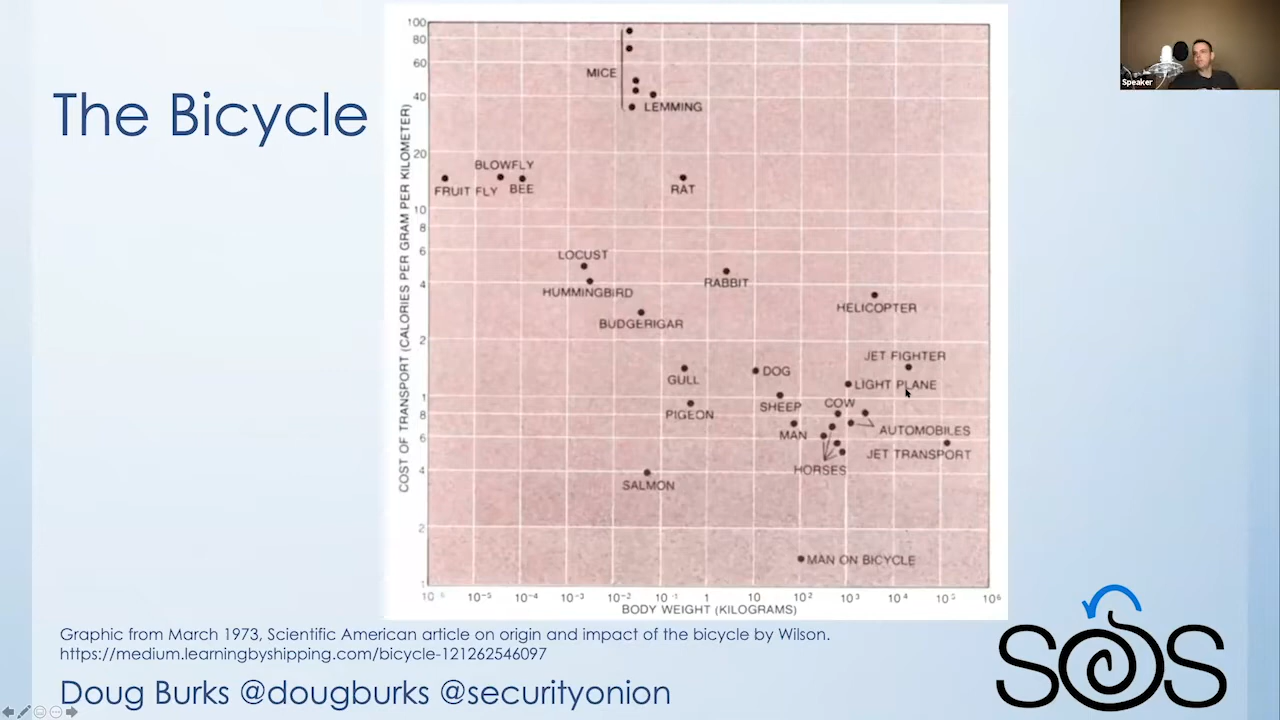 The Bicycle
Speaker
COST OF TRANSPORT (CALORIES PER GRAM PER KILOMETER)
100
80
60
40
20
10
8
6
4
2
1
8
6
4
2
1
MICE
LEMMING
BLOWFLY
FRUIT FLY
BEE
RAT
LOCUST
HUMMINGBIRD
RABBIT
BUDGERIGAR
HELICOPTER
JET FIGHTER
GULL
DOG
LIGHT PLANE
PIGEON
SHEEP
COW
MAN
AUTOMOBILES
JET TRANSPORT
HORSES
SALMON
MAN ON BICYCLE
10⁻⁶ 10⁻⁵ 10⁻⁴ 10⁻³ 10⁻² 10⁻¹ 1 10 10² 10³ 10⁴ 10⁵ 10⁶
BODY WEIGHT (KILOGRAMS)
Graphic from March 1973, Scientific American article on origin and impact of the bicycle by Wilson.
https://medium.learningbyshipping.com/bicycle-121262546097
Doug Burks @dougburks @securityonion
SOS